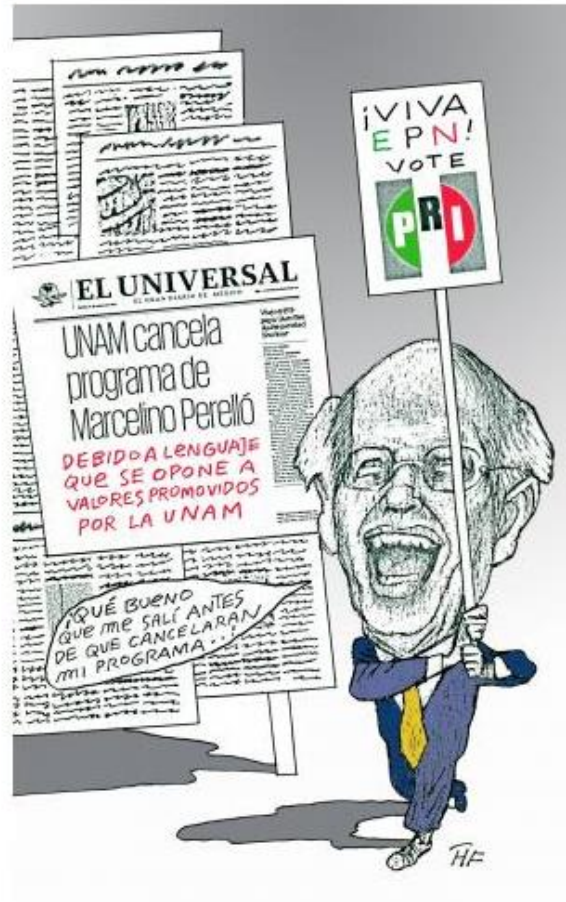 ¡VIVA
EPN!
VOTE
PRI
EL UNIVERSAL
EL GRAN DIARIO DE MÉXICO
UNAM cancela
programa de
Marcelino Perelló
DEBIDO A LENGUAJE
QUE SE OPONE A
VALORES PROMOVIDOS
POR LA UNAM
¡QUÉ BUENO
QUE ME SALÍ ANTES
DE QUE CANCELARAN
MI PROGRAMA...!
HF